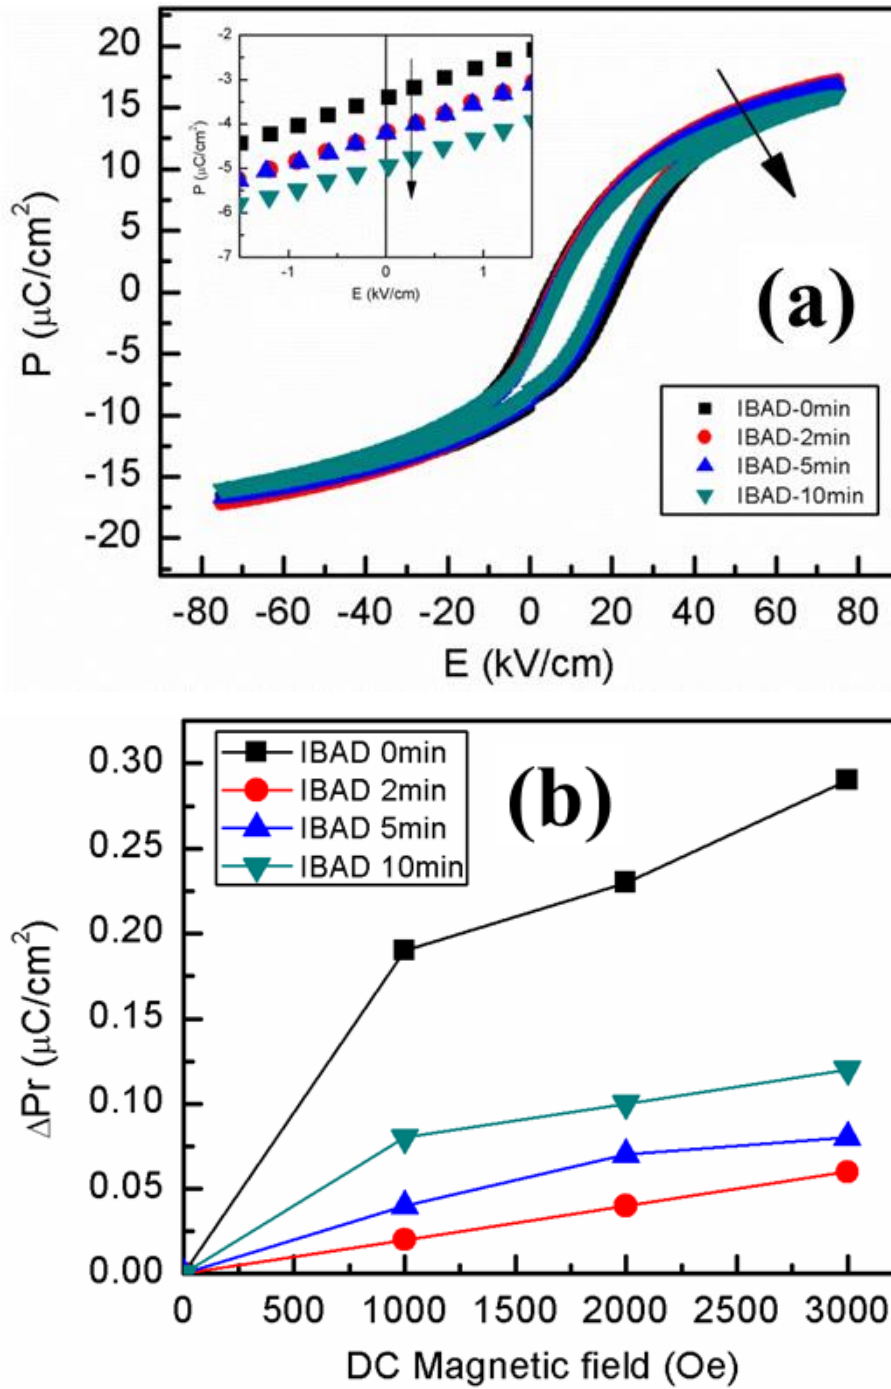 20
15
10
5
0
-5
-10
-15
-20
P (μC/cm²)
-80 -60 -40 -20 0 20 40 60 80
E (kV/cm)
-2
-3
-4
-5
-6
-7
P (μC/cm²)
-1 0 1
E (kV/cm)
(a)
IBAD-0min
IBAD-2min
IBAD-5min
IBAD-10min
0.30
0.25
0.20
0.15
0.10
0.05
0.00
ΔPr (μC/cm²)
IBAD 0min
IBAD 2min
IBAD 5min
IBAD 10min
(b)
0 500 1000 1500 2000 2500 3000
DC Magnetic field (Oe)